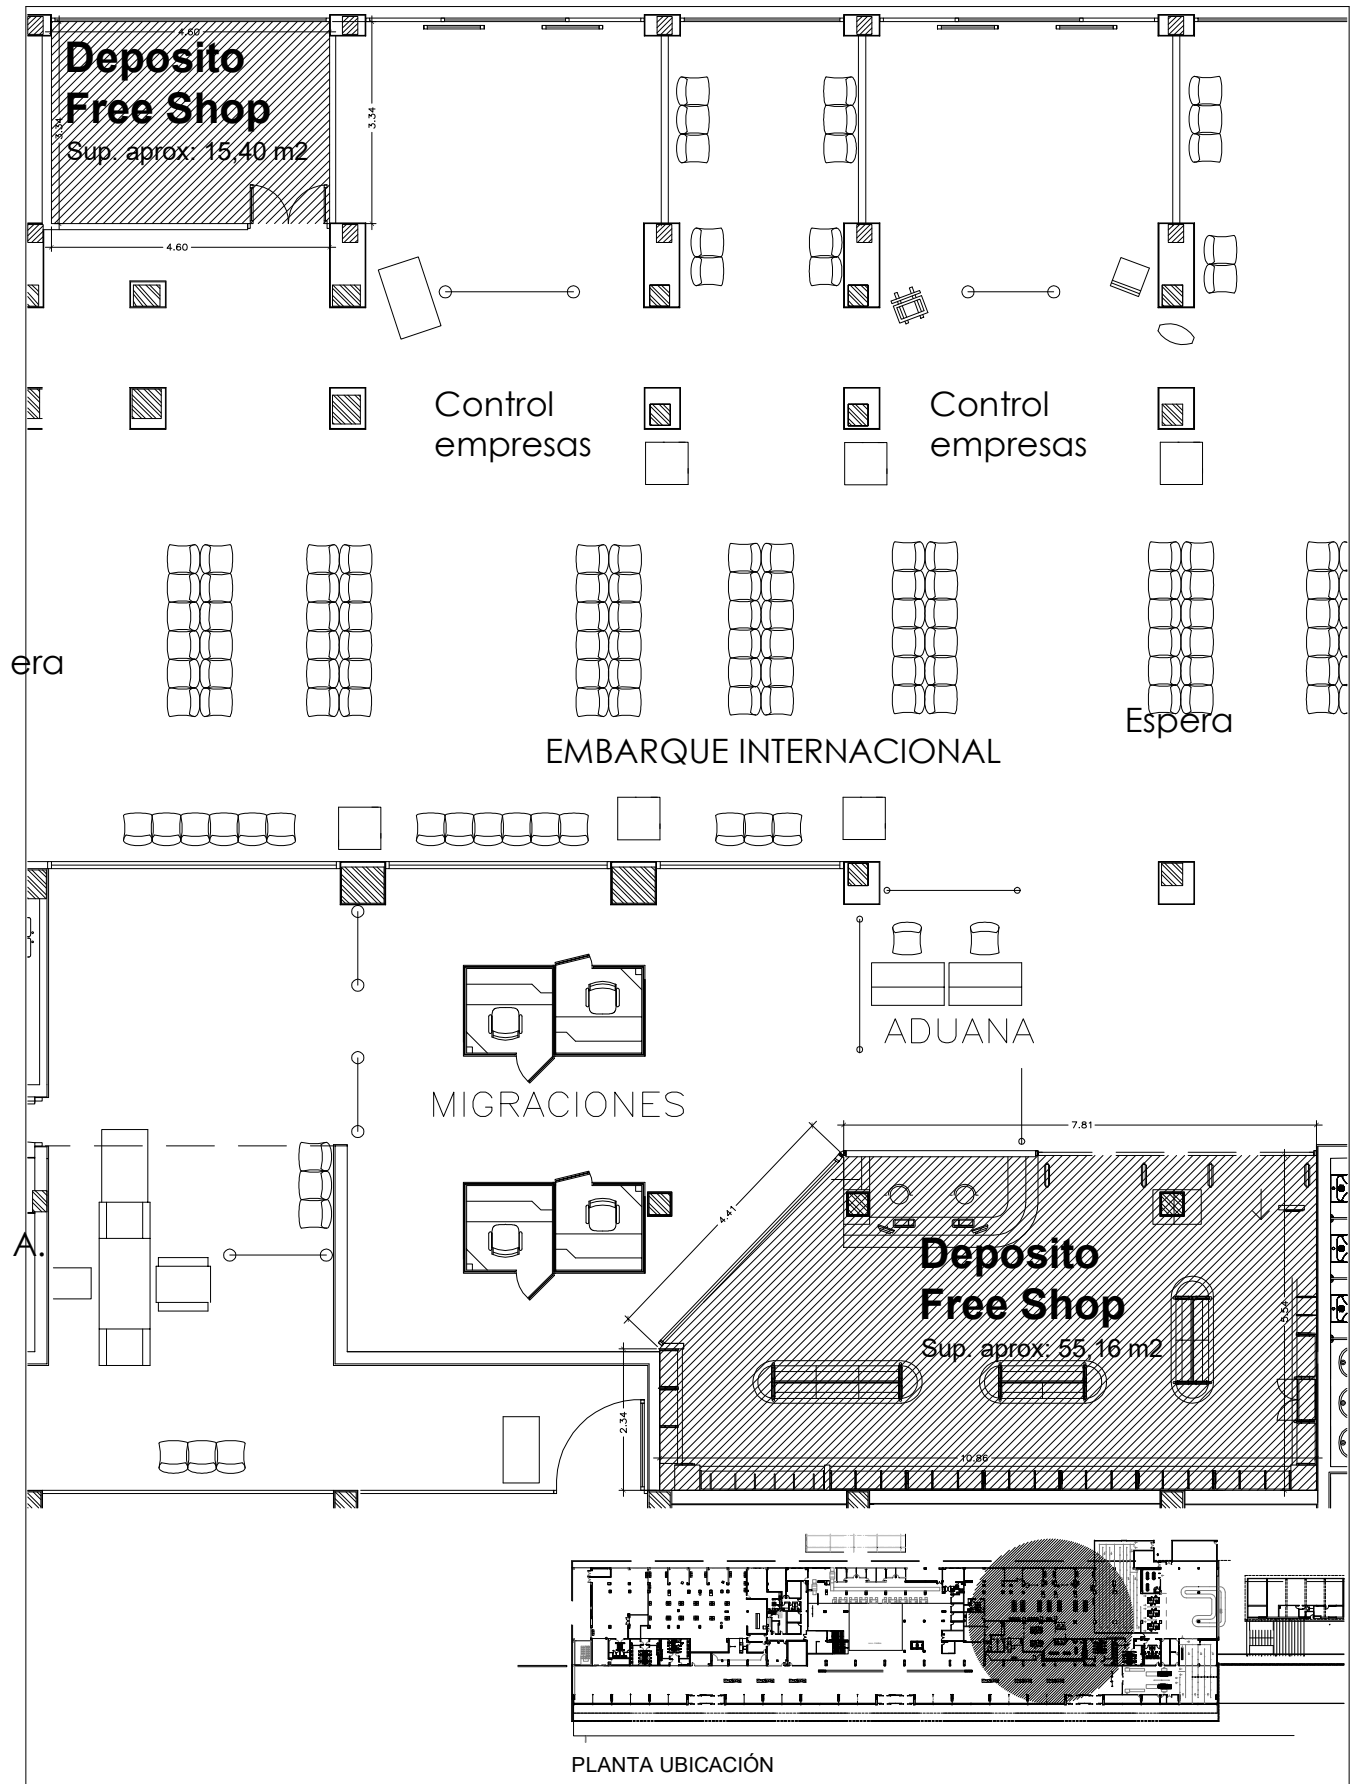 4.60
Deposito
Free Shop
3.34
3.34
Sup. aprox: 15,40 m2
4.60
Control
empresas
Control
empresas
era
Espera
EMBARQUE INTERNACIONAL
ADUANA
MIGRACIONES
7.81
4.41
A.
Deposito
Free Shop
5.54
Sup. aprox: 55,16 m2
2.34
10.86
PLANTA UBICACIÓN